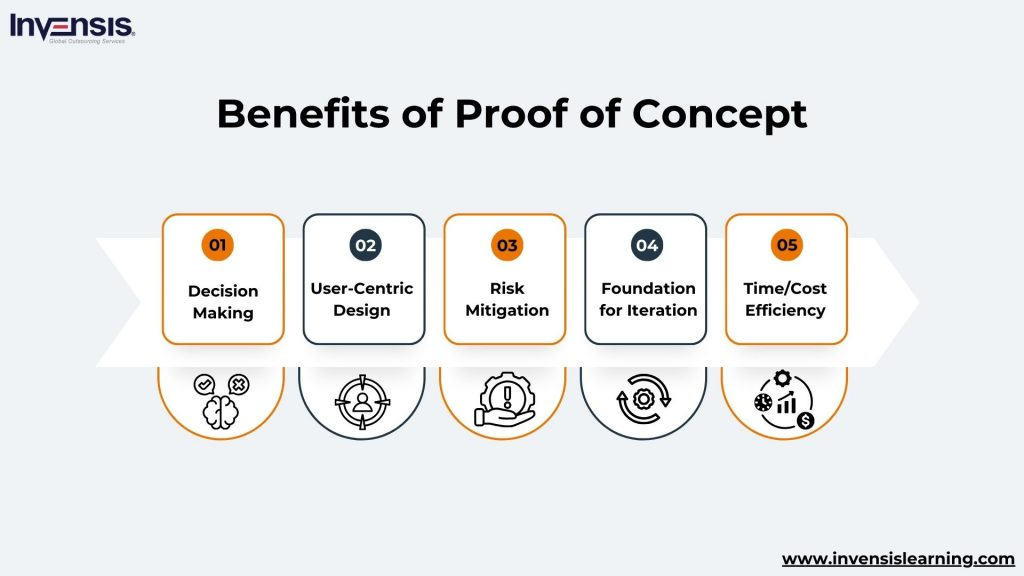 Invensis®
Global Outsourcing Services
Benefits of Proof of Concept
01
Decision
Making
02
User-Centric
Design
03
Risk
Mitigation
04
Foundation
for Iteration
05
Time/Cost
Efficiency
www.invensislearning.com